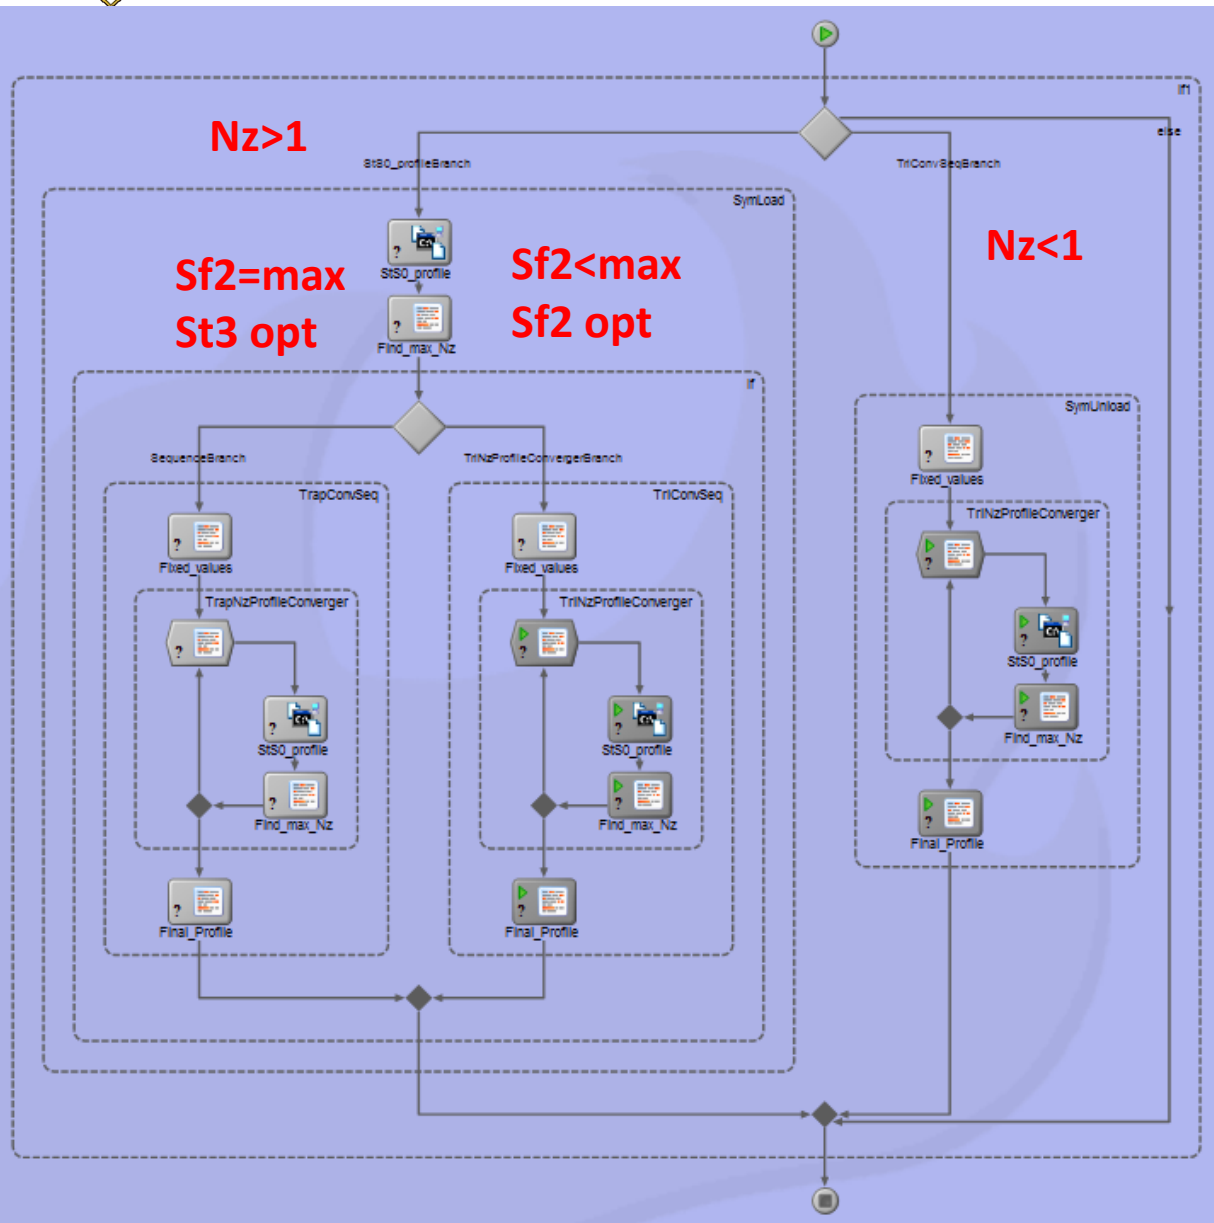 If1
else
Nz>1
StS0_profileBranch
TriConvSeqBranch
SymLoad
Nz<1
StS0_profile
Sf2=max
St3 opt
Sf2<max
Sf2 opt
Find_max_Nz
If
SymUnload
SequenceBranch
TriNzProfileConvergerBranch
Fixed_values
TrapConvSeq
TriConvSeq
TriNzProfileConverger
Fixed_values
Fixed_values
TrapNzProfileConverger
TriNzProfileConverger
StS0_profile
Find_max_Nz
StS0_profile
StS0_profile
Find_max_Nz
Find_max_Nz
Final_Profile
Final_Profile
Final_Profile